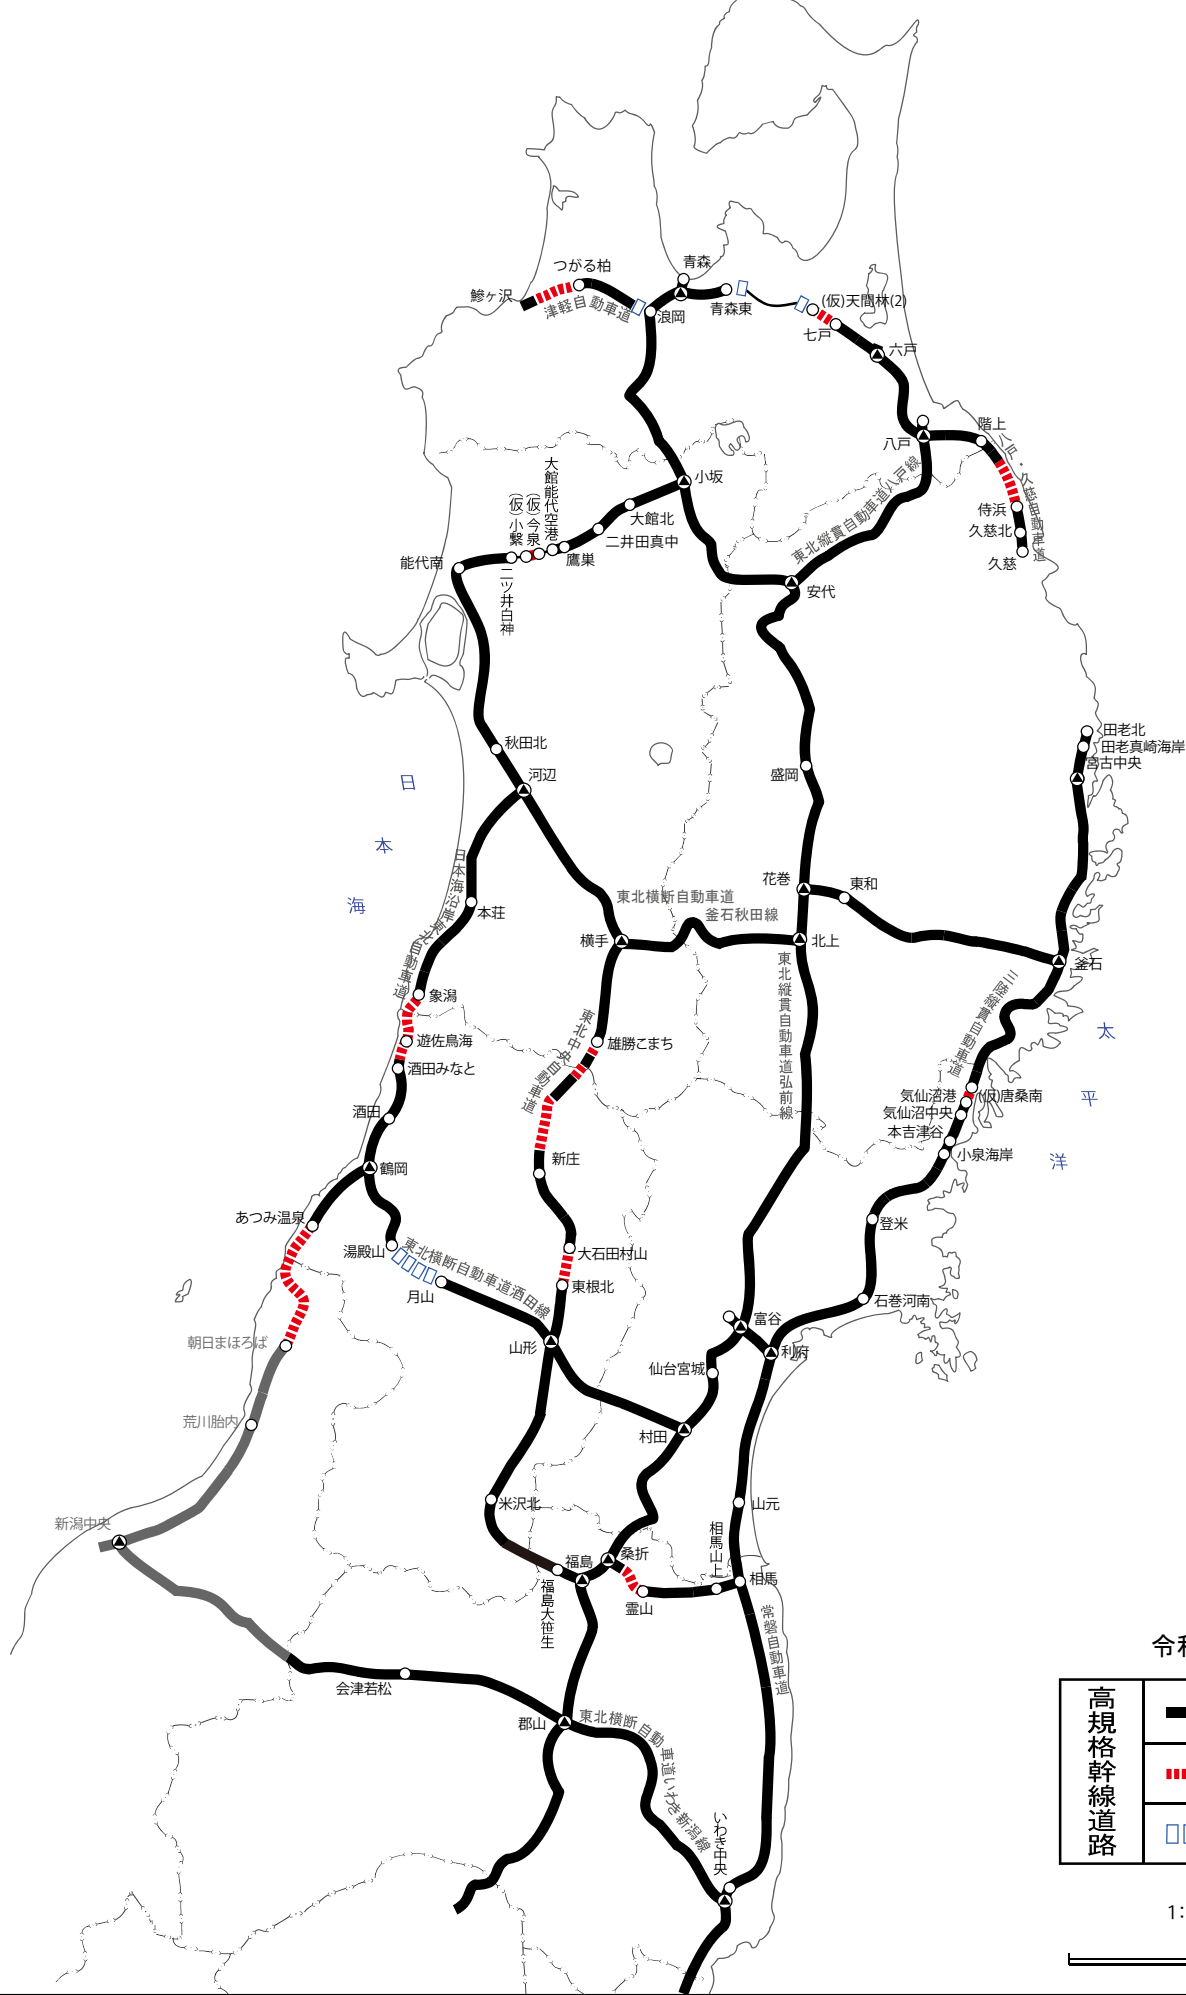 青森
つがる柏
鰺ヶ沢
津軽自動車道
浪岡
青森東
(仮)天間林(2)
七戸
六戸
階上
八戸
八戸・久慈自動車道
侍浜
久慈北
久慈
東北縦貫自動車道八戸線
小坂
大館北
二井田真中
鷹巣
大館能代空港
(仮)今泉
(仮)小繋
二ツ井白神
能代南
安代
田老北
田老真崎海岸
宮古中央
秋田北
河辺
盛岡
日本海
日本海沿岸東北自動車道
花巻
東和
東北横断自動車道
釜石秋田線
本荘
横手
北上
釜石
東北縦貫自動車道弘前線
三陸縦貫自動車道
象潟
東北中央自動車道
遊佐鳥海
雄勝こまち
太平洋
酒田みなと
気仙沼港
(仮)唐桑南
気仙沼中央
酒田
本吉津谷
小泉海岸
新庄
鶴岡
あつみ温泉
登米
湯殿山
東北横断自動車道酒田線
大石田村山
東根北
月山
石巻河南
富谷
朝日まほろば
山形
利府
仙台宮城
荒川胎内
村田
米沢北
山元
新潟中央
相馬山上
福島
桑折
福島大笹生
霊山
相馬
常磐自動車道
会津若松
郡山
東北横断自動車道いわき新潟線
いわき中央
令和
高規格幹線道路
1: